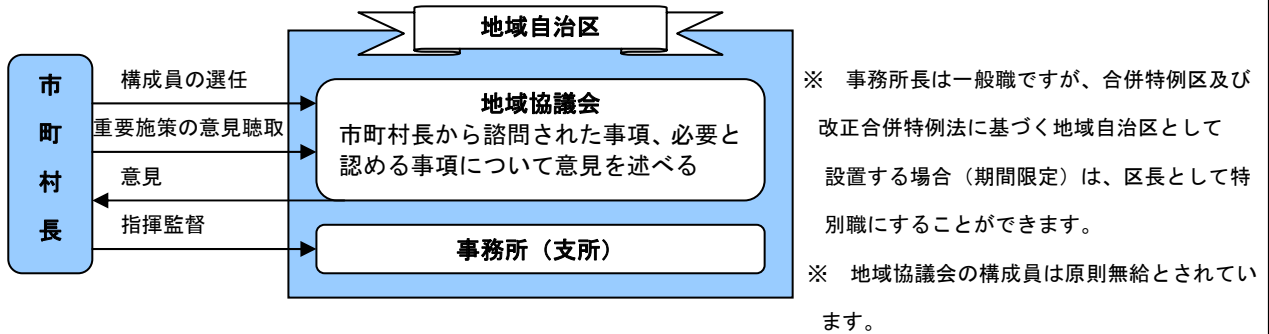 地域自治区
市町村長
構成員の選任
重要施策の意見聴取
意見
指揮監督
地域協議会
市町村長から諮問された事項、必要と
認める事項について意見を述べる
事務所（支所）
※　事務所長は一般職ですが、合併特例区及び
改正合併特例法に基づく地域自治区として
設置する場合（期間限定）は、区長として特
別職にすることができます。
※　地域協議会の構成員は原則無給とされてい
ます。